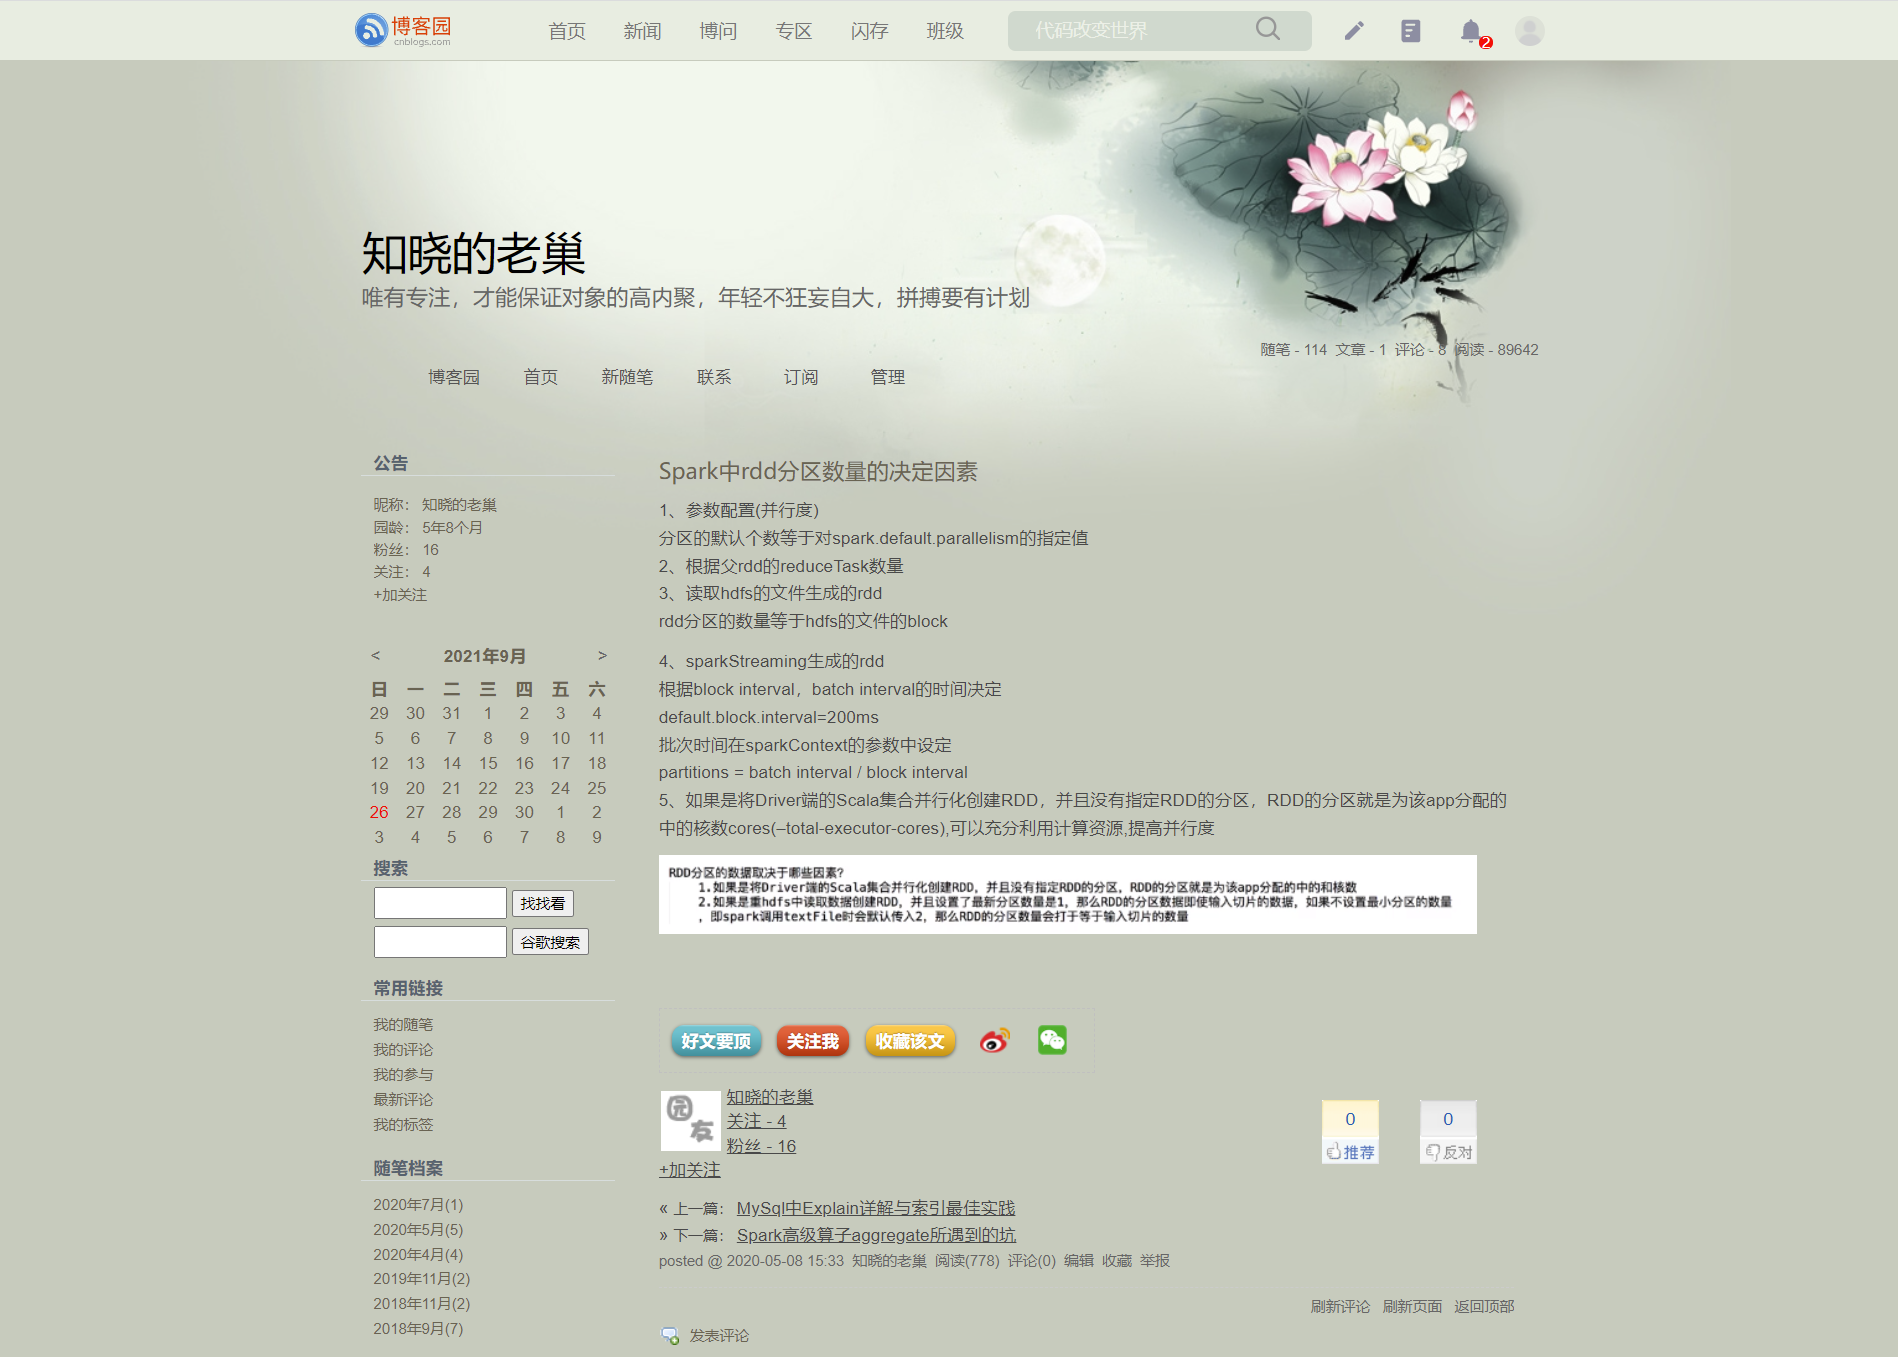 博客园
cnblogs.com
首页 新闻 博问 专区 闪存 班级
代码改变世界
2
知晓的老巢
唯有专注，才能保证对象的高内聚，年轻不狂妄自大，拼搏要有计划
随笔 - 114 文章 - 1 评论 - 8 阅读 - 89642
博客园 首页 新随笔 联系 订阅 管理
公告
昵称： 知晓的老巢
园龄： 5年8个月
粉丝： 16
关注： 4
+加关注
< 2021年9月 >
日 一 二 三 四 五 六
29 30 31 1 2 3 4
5 6 7 8 9 10 11
12 13 14 15 16 17 18
19 20 21 22 23 24 25
26 27 28 29 30 1 2
3 4 5 6 7 8 9
搜索
找找看
谷歌搜索
常用链接
我的随笔
我的评论
我的参与
最新评论
我的标签
随笔档案
2020年7月(1)
2020年5月(5)
2020年4月(4)
2019年11月(2)
2018年11月(2)
2018年9月(7)
Spark中rdd分区数量的决定因素
1、参数配置(并行度)
分区的默认个数等于对spark.default.parallelism的指定值
2、根据父rdd的reduceTask数量
3、读取hdfs的文件生成的rdd
rdd分区的数量等于hdfs的文件的block
4、sparkStreaming生成的rdd
根据block interval，batch interval的时间决定
default.block.interval=200ms
批次时间在sparkContext的参数中设定
partitions = batch interval / block interval
5、如果是将Driver端的Scala集合并行化创建RDD，并且没有指定RDD的分区，RDD的分区就是为该app分配的
中的核数cores(–total-executor-cores),可以充分利用计算资源,提高并行度
RDD分区的数据取决于哪些因素?
1.如果是将Driver端的Scala集合并行化创建RDD，并且没有指定RDD的分区，RDD的分区就是为该app分配的中的和核数
2.如果是重hdfs中读取数据创建RDD，并且设置了最新分区数量是1，那么RDD的分区数据即使输入切片的数据，如果不设置最小分区的数量
，即spark调用textFile时会默认传入2，那么RDD的分区数量会打于等于输入切片的数量
好文要顶 关注我 收藏该文
园友
知晓的老巢
关注 - 4
粉丝 - 16
+加关注
0 0
推荐 反对
« 上一篇： MySql中Explain详解与索引最佳实践
» 下一篇： Spark高级算子aggregate所遇到的坑
posted @ 2020-05-08 15:33 知晓的老巢 阅读(778) 评论(0) 编辑 收藏 举报
刷新评论 刷新页面 返回顶部
发表评论